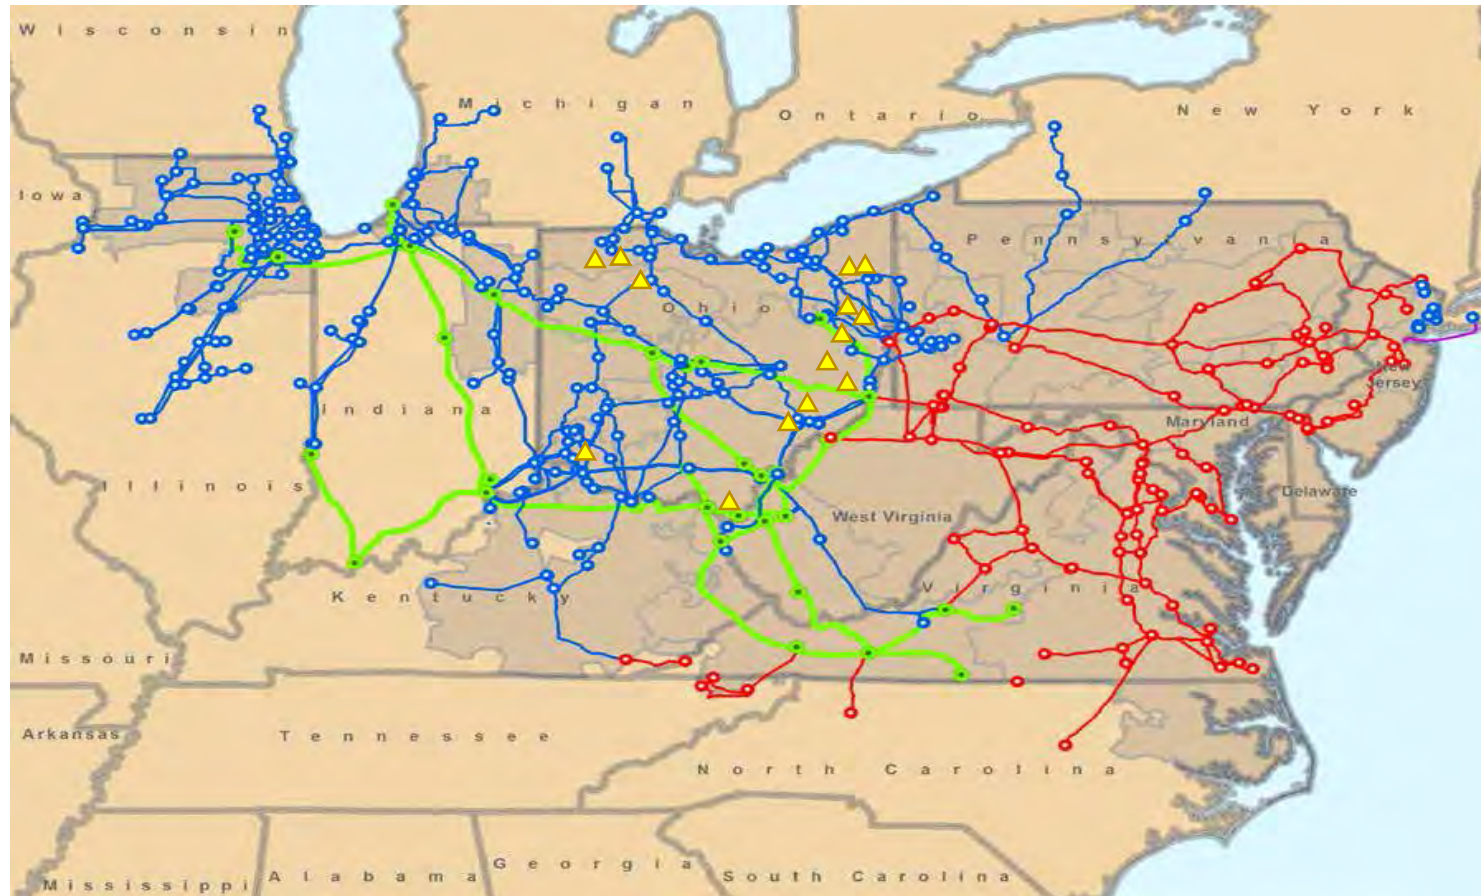 Wisconsin
Michigan
Ontario
New York
Iowa
Pennsylvania
Ohio
New
Jersey
Indiana
Maryland
Illinois
Delaware
West Virginia
Virginia
Kentucky
Missouri
Arkansas
Tennessee
North Carolina
Georgia
Mississippi
Alabama
South Carolina